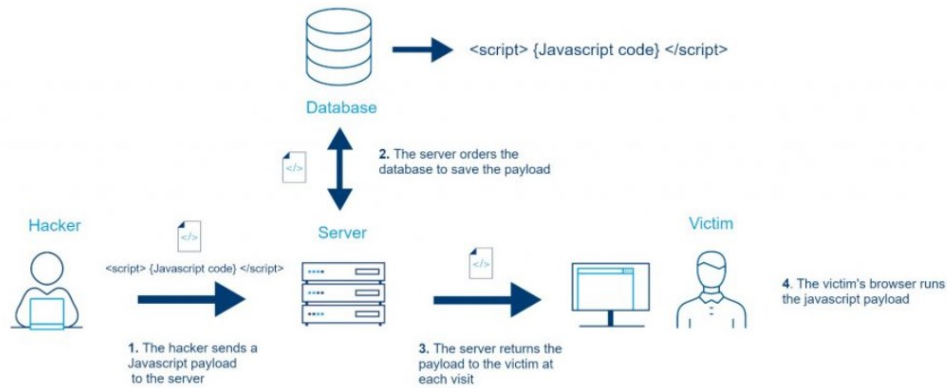 <script> {Javascript code} </script>
Database
2. The server orders the
database to save the payload
</>
Hacker
</>
Server
Victim
<script> {Javascript code} </script>
</>
4. The victim's browser runs
the javascript payload
1. The hacker sends a
Javascript payload
to the server
3. The server returns the
payload to the victim at
each visit